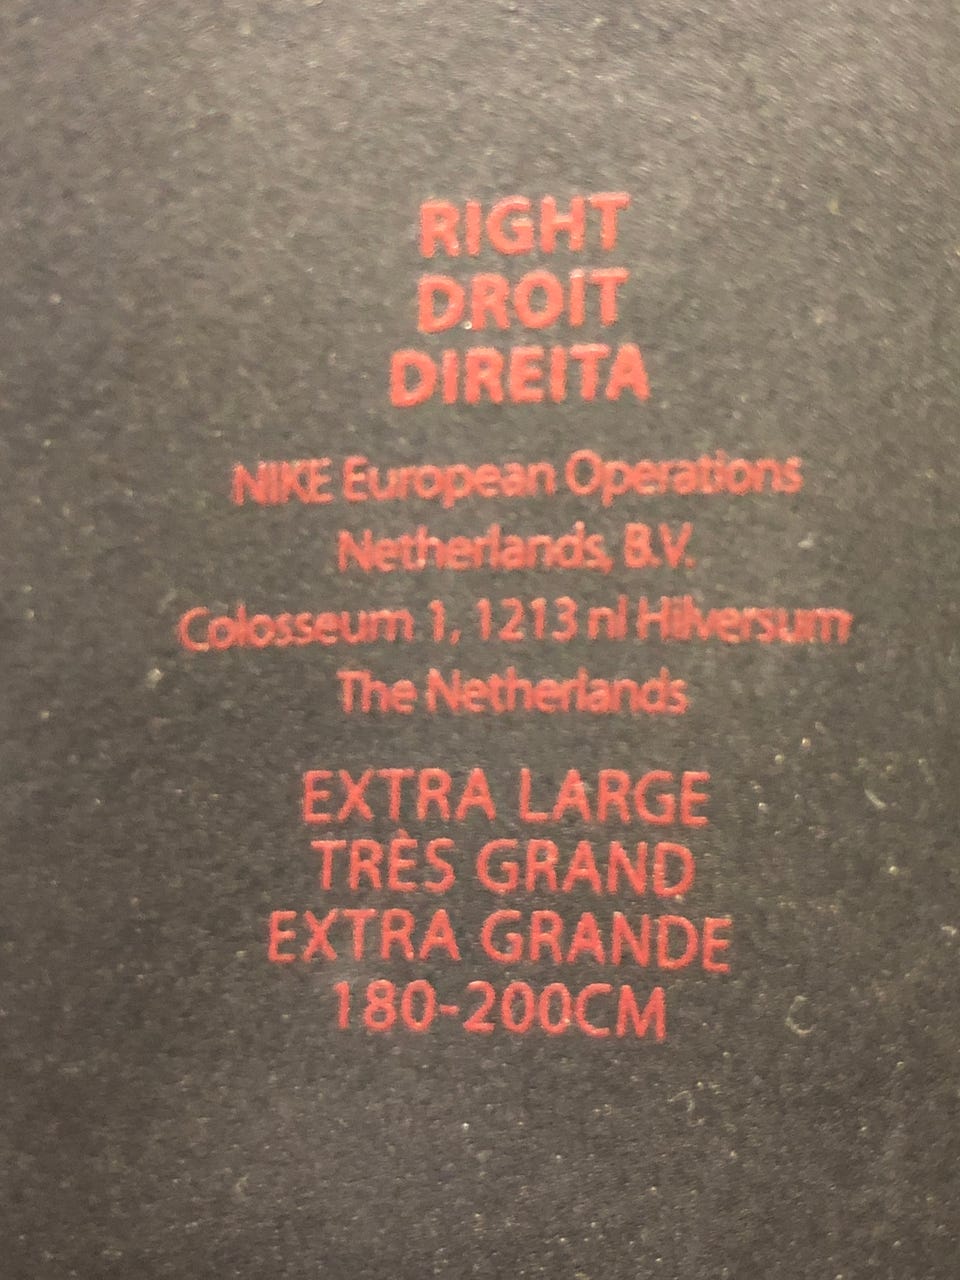 RIGHT
DROIT
DIREITA
NIKE European Operations
Netherlands, B.V.
Colosseum 1, 1213 nl Hilversum
The Netherlands
EXTRA LARGE
TRÈS GRAND
EXTRA GRANDE
180-200CM